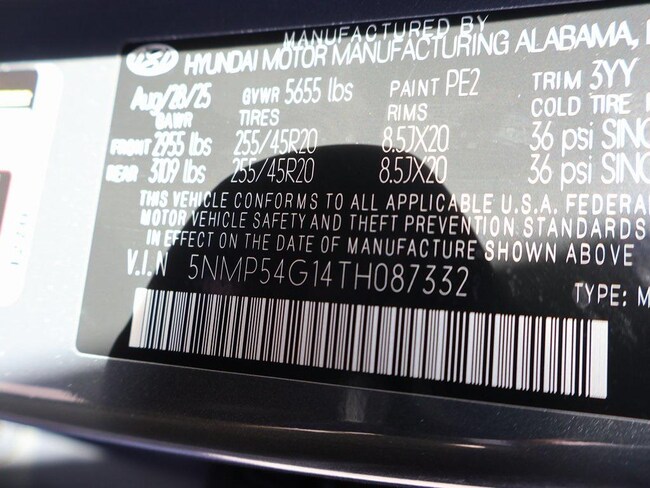 MANUFACTURED BY
HYUNDAI MOTOR MANUFACTURING ALABAMA,
Aug/28/25 GVWR 5655 lbs PAINT PE2 TRIM 3YY
GAWR TIRES RIMS COLD TIRE
FRONT 2955 lbs 255/45R20 8.5JX20 36 psi SING
REAR 3109 lbs 255/45R20 8.5JX20 36 psi SING
THIS VEHICLE CONFORMS TO ALL APPLICABLE U.S.A. FEDERA
MOTOR VEHICLE SAFETY AND THEFT PREVENTION STANDARDS
IN EFFECT ON THE DATE OF MANUFACTURE SHOWN ABOVE
V.I.N 5NMP54G14TH087332
TYPE: M